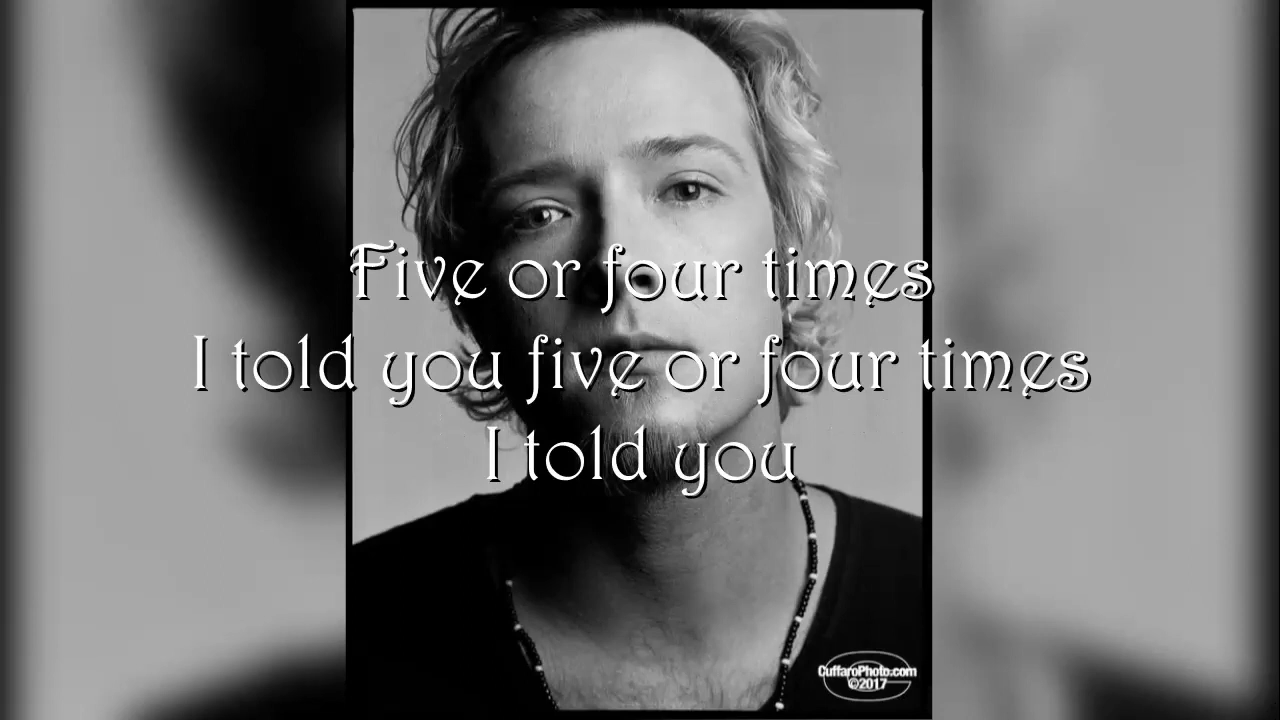 Five or four times
I told you five or four times
I told you
CuffaroPhoto.com
©2017